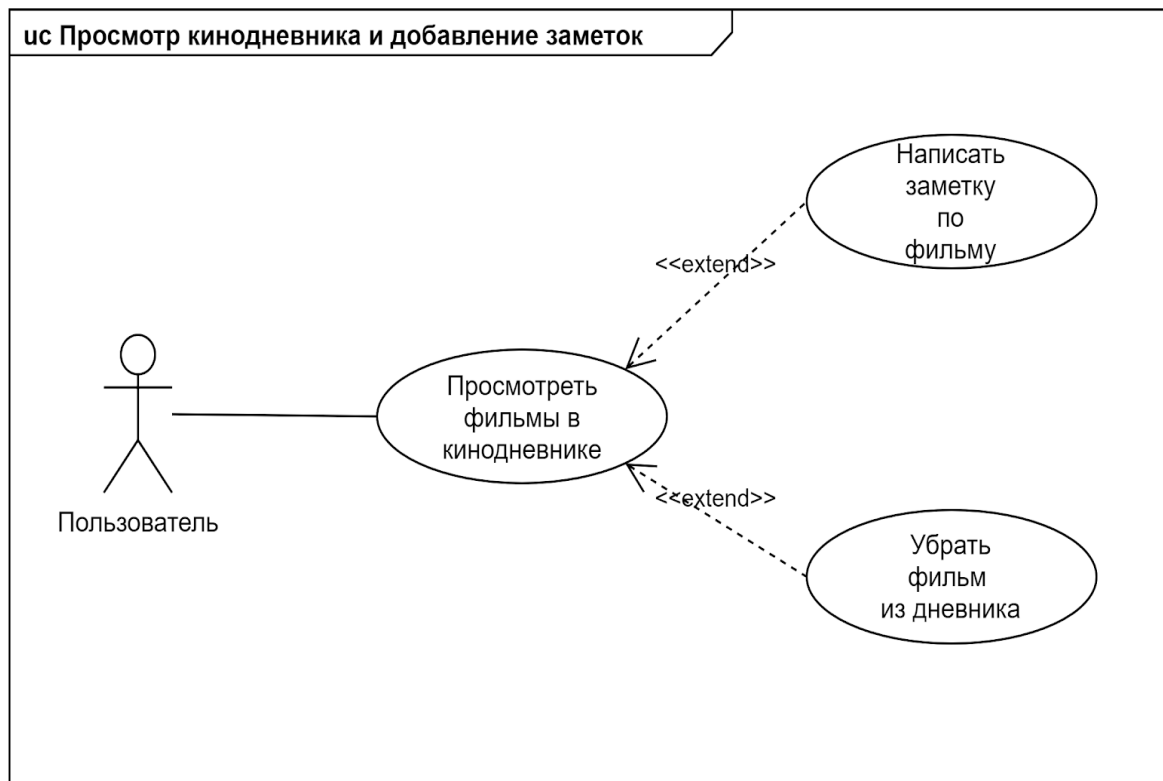 uc Просмотр кинодневника и добавление заметок
Написать
заметку
по
фильму
<<extend>>
Просмотреть
фильмы в
кинодневнике
<<extend>>
Пользователь
Убрать
фильм
из дневника